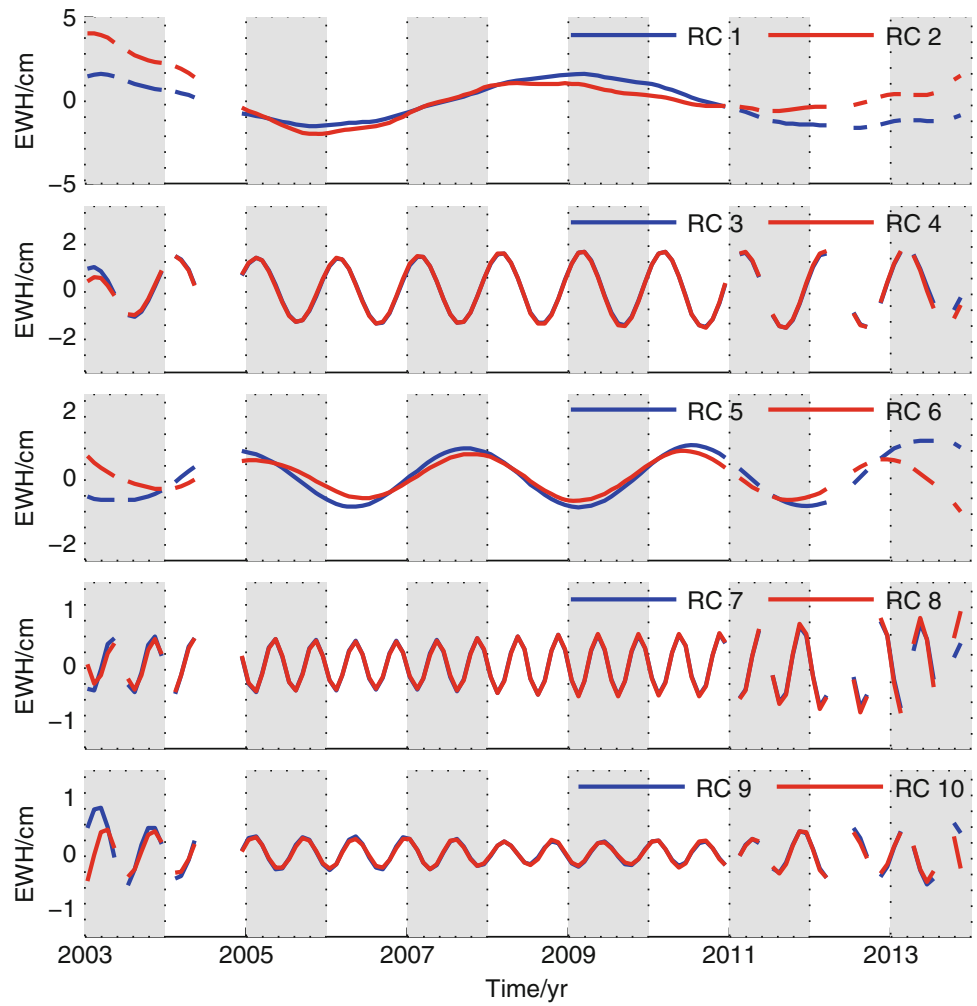 5
0
−5
EWH/cm
RC 1
RC 2
2
0
−2
EWH/cm
RC 3
RC 4
2
0
−2
EWH/cm
RC 5
RC 6
1
0
−1
EWH/cm
RC 7
RC 8
1
0
−1
EWH/cm
RC 9
RC 10
2003 2005 2007 2009 2011 2013
Time/yr